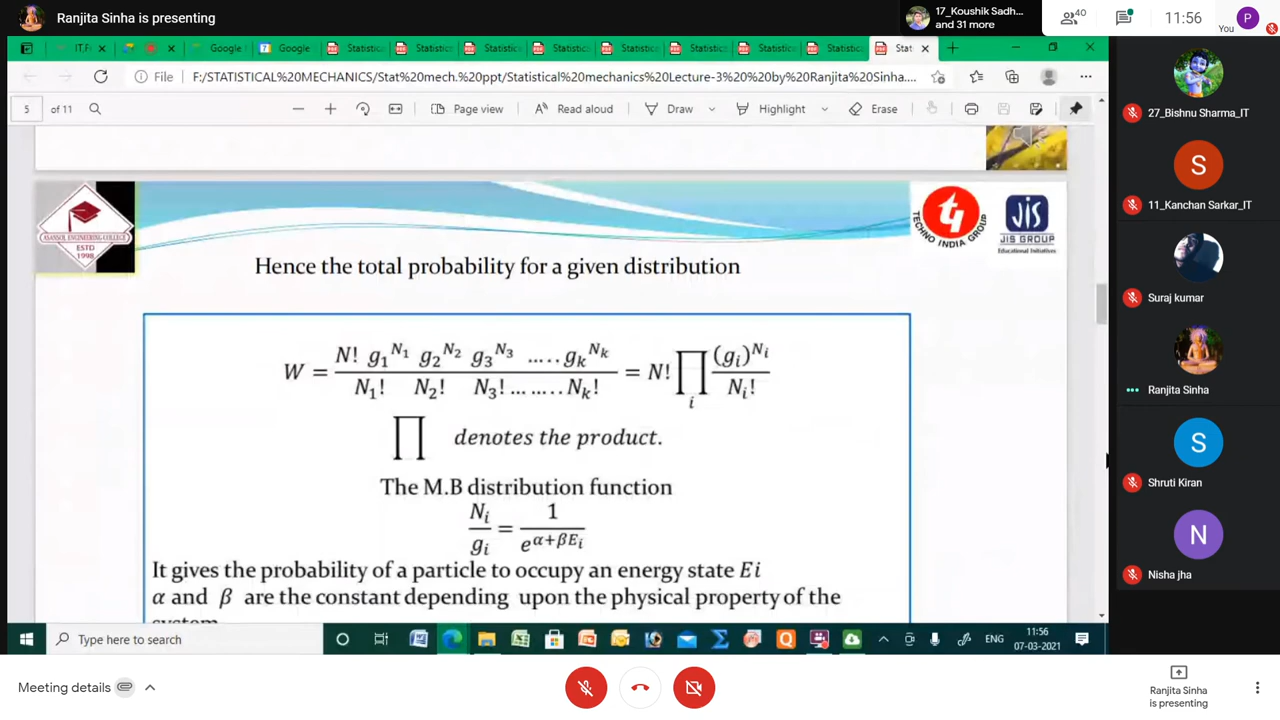 Ranjita Sinha is presenting
17_Koushik Sadh...
and 31 more
40
11:56
You
P
IT.F
Google
Google
Statistic
Statistic
Statistics
Statistics
Statistic
Statistics
Statistic
Statistic
Stat
File F:/STATISTICAL%20MECHANICS/Stat%20mech.%20ppt/Statistical%20mechanics%20Lecture-3%20%20by%20Ranjita%20Sinha....
5 of 11 Page view Read aloud Draw Highlight Erase
ASANSOL ENGINEERING COLLEGE
ESTD
1998
TECHNO INDIA GROUP
JIS
JIS GROUP
Educational Initiatives
Hence the total probability for a given distribution
W = N! g₁^N₁ g₂^N₂ g₃^N₃ ..... gₖ^Nₖ / N₁! N₂! N₃! ... ... .. Nₖ! = N! ∏ᵢ (gᵢ)^Nᵢ / Nᵢ!
∏ denotes the product.
The M.B distribution function
Nᵢ / gᵢ = 1 / e^(α+βEᵢ)
It gives the probability of a particle to occupy an energy state Ei
α and β are the constant depending upon the physical property of the
system
27_Bishnu Sharma_IT
S
11_Kanchan Sarkar_IT
Suraj kumar
Ranjita Sinha
S
Shruti Kiran
N
Nisha jha
Type here to search
ENG
11:56
07-03-2021
Meeting details
Ranjita Sinha
is presenting